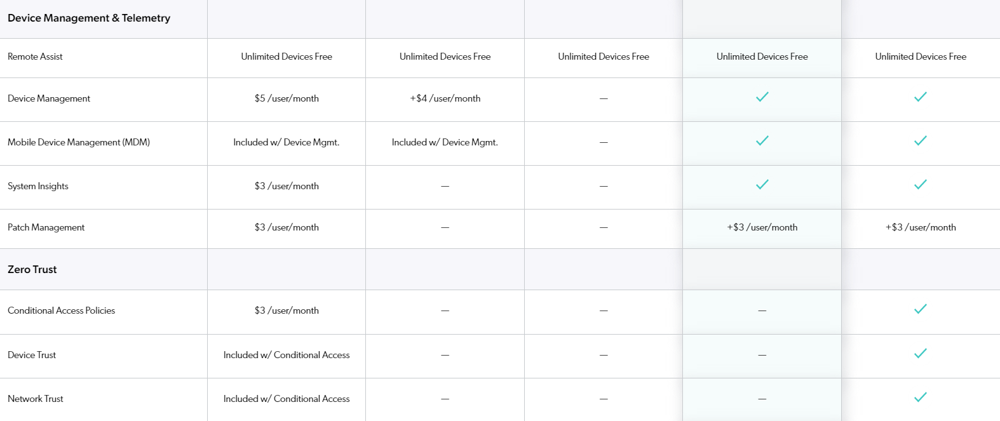 Device Management & Telemetry
Remote Assist Unlimited Devices Free Unlimited Devices Free Unlimited Devices Free Unlimited Devices Free Unlimited Devices Free
Device Management $5 /user/month +$4 /user/month — ✓ ✓
Mobile Device Management (MDM) Included w/ Device Mgmt. Included w/ Device Mgmt. — ✓ ✓
System Insights $3 /user/month — — ✓ ✓
Patch Management $3 /user/month — — +$3 /user/month +$3 /user/month
Zero Trust
Conditional Access Policies $3 /user/month — — — ✓
Device Trust Included w/ Conditional Access — — — ✓
Network Trust Included w/ Conditional Access — — — ✓